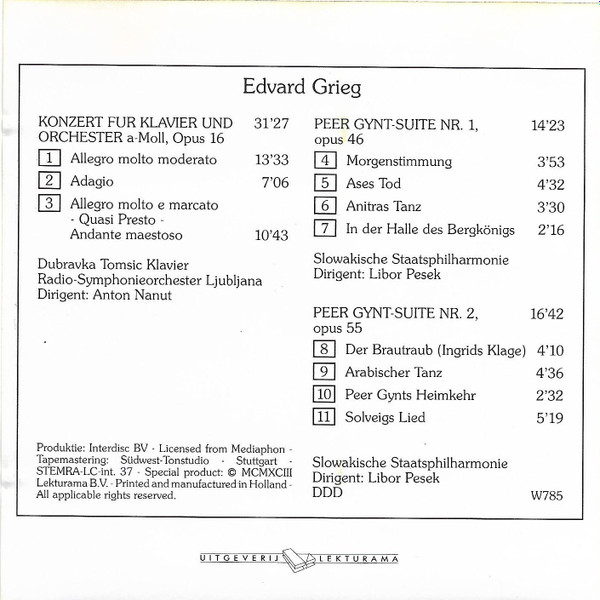 Edvard Grieg
KONZERT FUR KLAVIER UND 31'27
ORCHESTER a-Moll, Opus 16
1 Allegro molto moderato 13'33
2 Adagio 7'06
3 Allegro molto e marcato
- Quasi Presto -
Andante maestoso 10'43
Dubravka Tomsic Klavier
Radio-Symphonieorchester Ljubljana
Dirigent: Anton Nanut
PEER GYNT-SUITE NR. 1, 14'23
opus 46
4 Morgenstimmung 3'53
5 Ases Tod 4'32
6 Anitras Tanz 3'30
7 In der Halle des Bergkönigs 2'16
Slowakische Staatsphilharmonie
Dirigent: Libor Pesek
PEER GYNT-SUITE NR. 2, 16'42
opus 55
8 Der Brautraub (Ingrids Klage) 4'10
9 Arabischer Tanz 4'36
10 Peer Gynts Heimkehr 2'32
11 Solveigs Lied 5'19
Slowakische Staatsphilharmonie
Dirigent: Libor Pesek
DDD W785
Produktie: Interdisc BV - Licensed from Mediaphon -
Tapemastering: Südwest-Tonstudio - Stuttgart -
STEMRA-LC-int. 37 - Special product: © MCMXCIII
Lekturama B.V. - Printed and manufactured in Holland -
All applicable rights reserved.
UITGEVERIJ LEKTURAMA